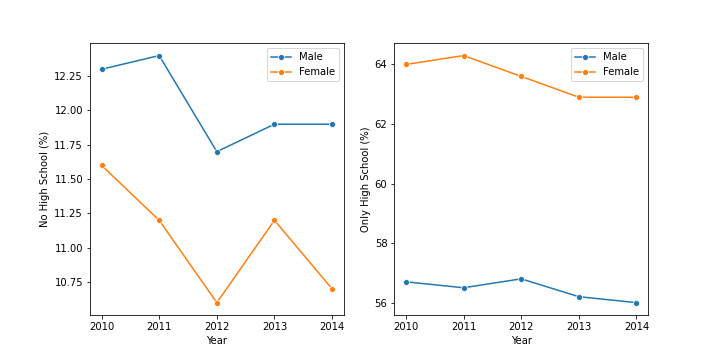 Male
Female
12.25
12.00
11.75
11.50
11.25
11.00
10.75
No High School (%)
2010 2011 2012 2013 2014
Year
Male
Female
64
62
60
58
56
Only High School (%)
2010 2011 2012 2013 2014
Year